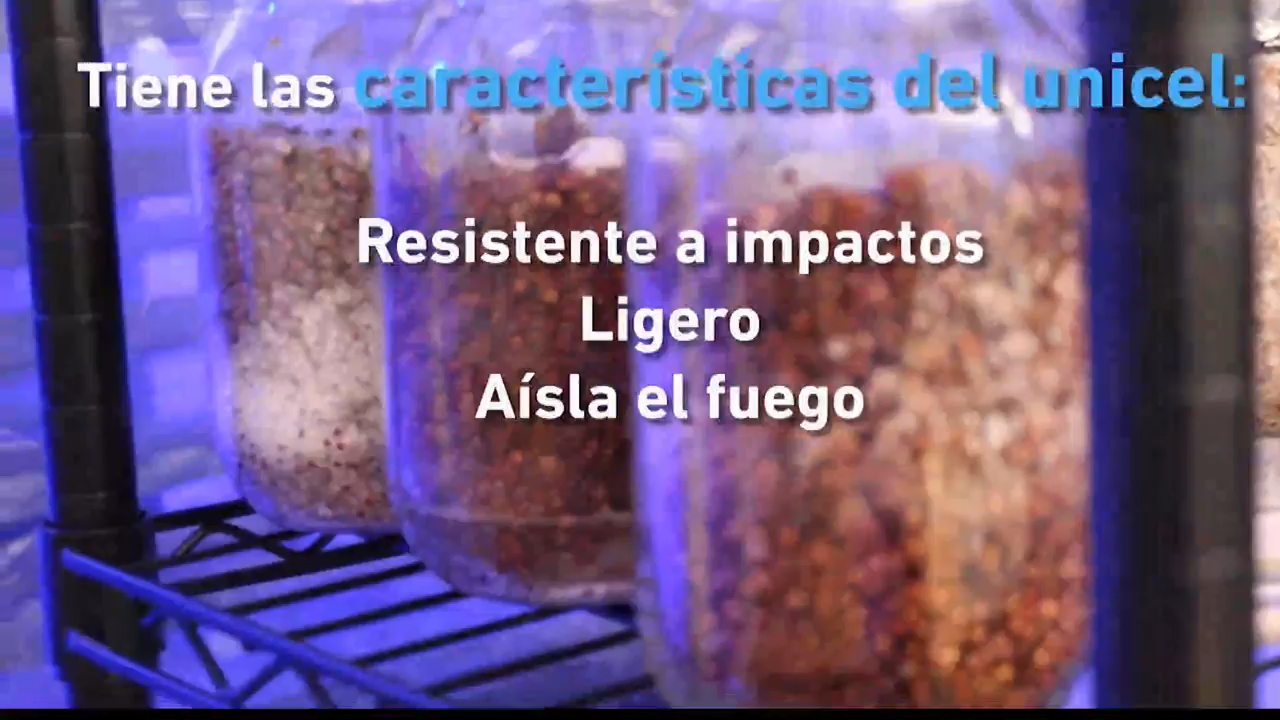 Tiene las características del unicel:
Resistente a impactos
Ligero
Aísla el fuego